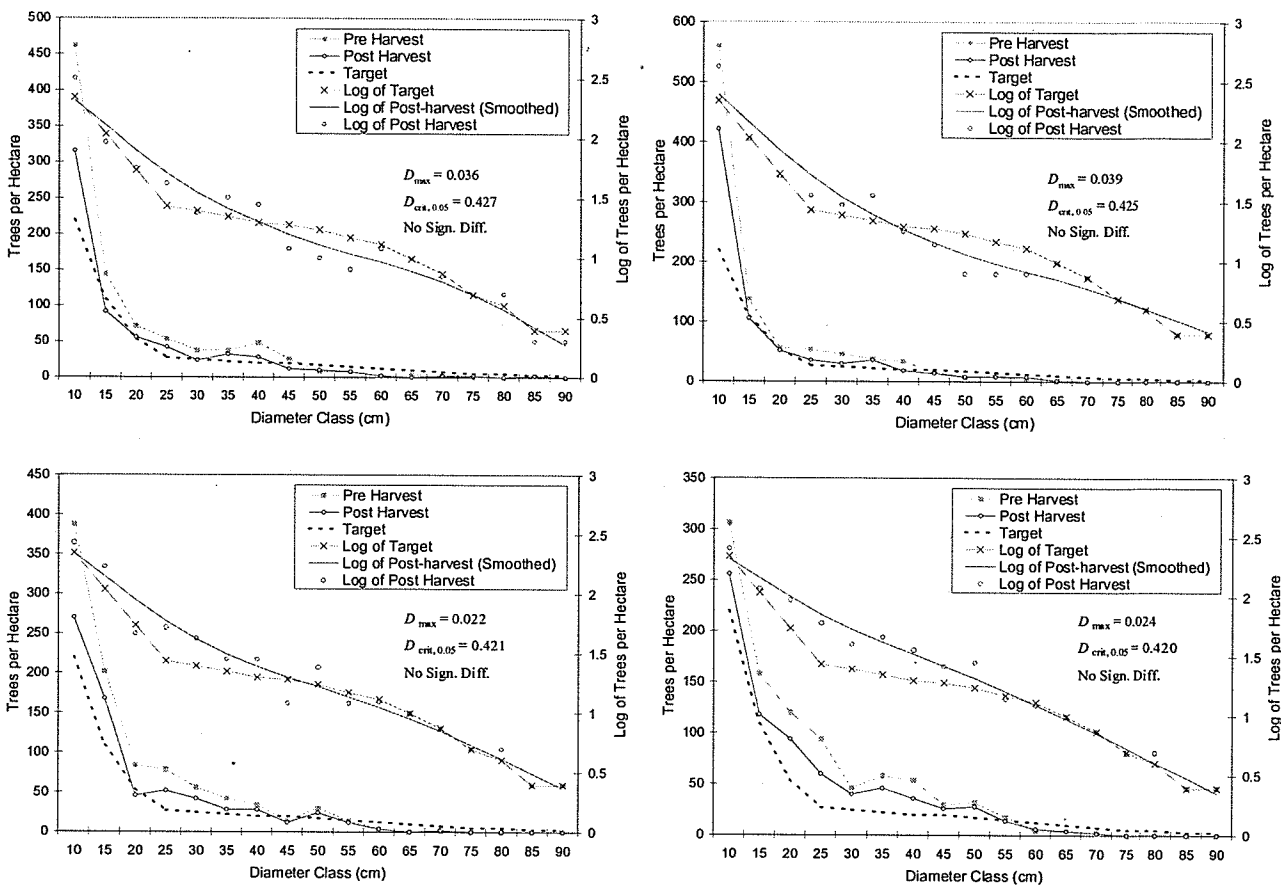 500
450
400
350
300
250
200
150
100
50
0
Trees per Hectare
3
2.5
2
1.5
1
0.5
0
Log of Trees per Hectare
Pre Harvest
Post Harvest
Target
Log of Target
Log of Post-harvest (Smoothed)
Log of Post Harvest
Dmax = 0.036
Dcrit, 0.05 = 0.427
No Sign. Diff.
10 15 20 25 30 35 40 45 50 55 60 65 70 75 80 85 90
Diameter Class (cm)
600
500
400
300
200
100
0
Trees per Hectare
3
2.5
2
1.5
1
0.5
0
Log of Trees per Hectare
Pre Harvest
Post Harvest
Target
Log of Target
Log of Post-harvest (Smoothed)
Log of Post Harvest
Dmax = 0.039
Dcrit, 0.05 = 0.425
No Sign. Diff.
10 15 20 25 30 35 40 45 50 55 60 65 70 75 80 85 90
Diameter Class (cm)
450
400
350
300
250
200
150
100
50
0
Trees per Hectare
3
2.5
2
1.5
1
0.5
0
Log of Trees per Hectare
Pre Harvest
Post Harvest
Target
Log of Target
Log of Post-harvest (Smoothed)
Log of Post Harvest
D max = 0.022
Dcrit, 0.05 = 0.421
No Sign. Diff.
10 15 20 25 30 35 40 45 50 55 60 65 70 75 80 85 90
Diameter Class (cm)
350
300
250
200
150
100
50
0
Trees per Hectare
3
2.5
2
1.5
1
0.5
0
Log of Trees per Hectare
Pre Harvest
Post Harvest
Target
Log of Target
Log of Post-harvest (Smoothed)
Log of Post Harvest
D max = 0.024
Dcrit, 0.05 = 0.420
No Sign. Diff.
10 15 20 25 30 35 40 45 50 55 60 65 70 75 80 85 90
Diameter Class (cm)